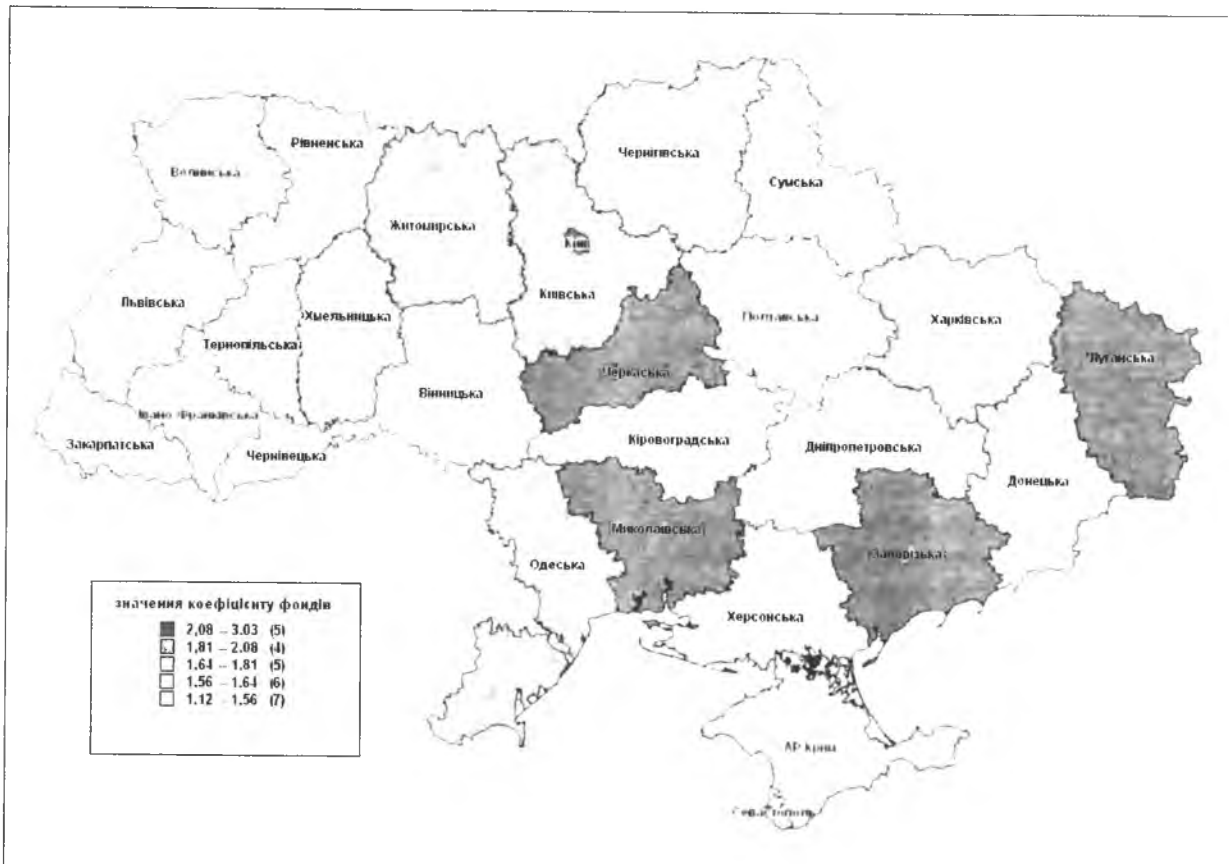 Рівненська
Чернігівська
Волинська
Сумська
Житомирська
Київ
Львівська
Хмельницька
Київська
Полтавська
Харківська
Тернопільська
Черкаська
Луганська
Вінницька
Івано-Франківська
Закарпатська
Чернівецька
Кіровоградська
Дніпропетровська
Донецька
Миколаївська
Запорізька
Одеська
Херсонська
значення коефіцієнту фондів
2,08 – 3.03 (5)
1,81 – 2.08 (4)
1.64 – 1.81 (5)
1.56 – 1.64 (6)
1.12 – 1.56 (7)
АР Крим
Севастополь